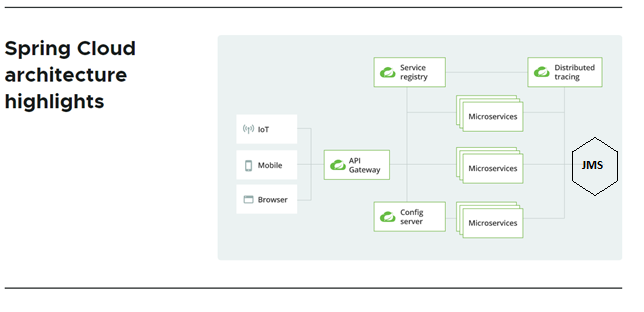 Spring Cloud
architecture
highlights
Service
registry
Distributed
tracing
Microservices
IoT
Mobile
API
Gateway
Microservices
JMS
Browser
Config
server
Microservices